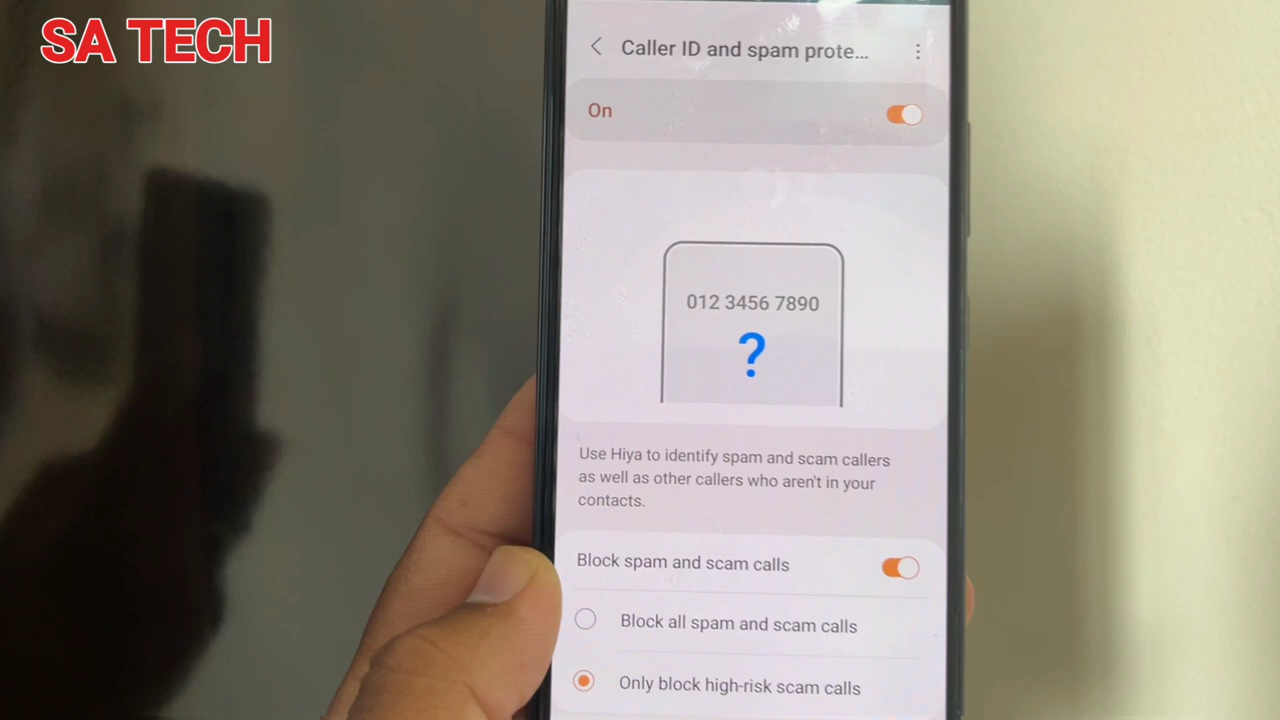 SA TECH
Caller ID and spam prote...
On
012 3456 7890
?
Use Hiya to identify spam and scam callers
as well as other callers who aren't in your
contacts.
Block spam and scam calls
Block all spam and scam calls
Only block high-risk scam calls